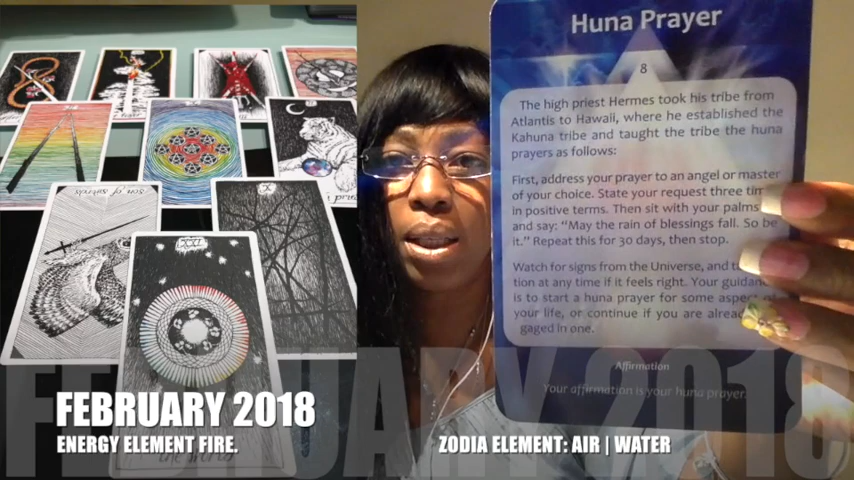 Huna Prayer
8
The high priest Hermes took his tribe from
Atlantis to Hawaii, where he established the
Kahuna tribe and taught the tribe the huna
prayers as follows:
First, address your prayer to an angel or master
of your choice. State your request three
in positive terms. Then sit with your palms
and say: “May the rain of blessings fall. So be
it.” Repeat this for 30 days, then stop.
Watch for signs from the Universe, and
tion at any time if it feels right. Your
is to start a huna prayer for some
your life, or continue if you are
gaged in one.
Affirmation
Your affirmation is your huna prayer.
son of swords
X
XXI
the world
FEBRUARY 2018
FEBRUARY 2018
ENERGY ELEMENT FIRE.
ZODIA ELEMENT: AIR | WATER